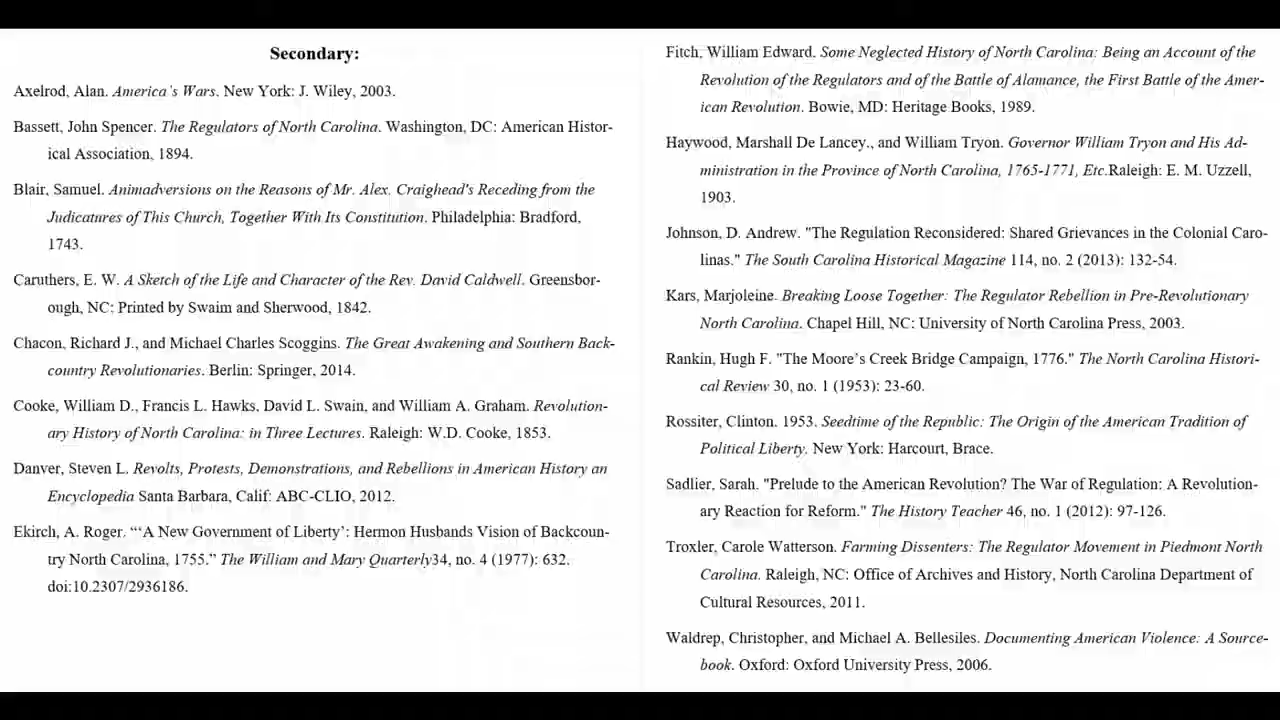 Secondary:
Axelrod, Alan. America's Wars. New York: J. Wiley, 2003.
Bassett, John Spencer. The Regulators of North Carolina. Washington, DC: American Histor-
ical Association, 1894.
Blair, Samuel. Animadversions on the Reasons of Mr. Alex. Craighead's Receding from the
Judicatures of This Church, Together With Its Constitution. Philadelphia: Bradford,
1743.
Caruthers, E. W. A Sketch of the Life and Character of the Rev. David Caldwell. Greensbor-
ough, NC: Printed by Swaim and Sherwood, 1842.
Chacon, Richard J., and Michael Charles Scoggins. The Great Awakening and Southern Back-
country Revolutionaries. Berlin: Springer, 2014.
Cooke, William D., Francis L. Hawks, David L. Swain, and William A. Graham. Revolution-
ary History of North Carolina: in Three Lectures. Raleigh: W.D. Cooke, 1853.
Danver, Steven L. Revolts, Protests, Demonstrations, and Rebellions in American History an
Encyclopedia Santa Barbara, Calif: ABC-CLIO, 2012.
Ekirch, A. Roger. “‘A New Government of Liberty’: Hermon Husbands Vision of Backcoun-
try North Carolina, 1755.” The William and Mary Quarterly34, no. 4 (1977): 632.
doi:10.2307/2936186.
Fitch, William Edward. Some Neglected History of North Carolina: Being an Account of the
Revolution of the Regulators and of the Battle of Alamance, the First Battle of the Amer-
ican Revolution. Bowie, MD: Heritage Books, 1989.
Haywood, Marshall De Lancey., and William Tryon. Governor William Tryon and His Ad-
ministration in the Province of North Carolina, 1765-1771, Etc.Raleigh: E. M. Uzzell,
1903.
Johnson, D. Andrew. "The Regulation Reconsidered: Shared Grievances in the Colonial Caro-
linas." The South Carolina Historical Magazine 114, no. 2 (2013): 132-54.
Kars, Marjoleine. Breaking Loose Together: The Regulator Rebellion in Pre-Revolutionary
North Carolina. Chapel Hill, NC: University of North Carolina Press, 2003.
Rankin, Hugh F. "The Moore’s Creek Bridge Campaign, 1776." The North Carolina Histori-
cal Review 30, no. 1 (1953): 23-60.
Rossiter, Clinton. 1953. Seedtime of the Republic: The Origin of the American Tradition of
Political Liberty. New York: Harcourt, Brace.
Sadlier, Sarah. "Prelude to the American Revolution? The War of Regulation: A Revolution-
ary Reaction for Reform." The History Teacher 46, no. 1 (2012): 97-126.
Troxler, Carole Watterson. Farming Dissenters: The Regulator Movement in Piedmont North
Carolina. Raleigh, NC: Office of Archives and History, North Carolina Department of
Cultural Resources, 2011.
Waldrep, Christopher, and Michael A. Bellesiles. Documenting American Violence: A Source-
book. Oxford: Oxford University Press, 2006.